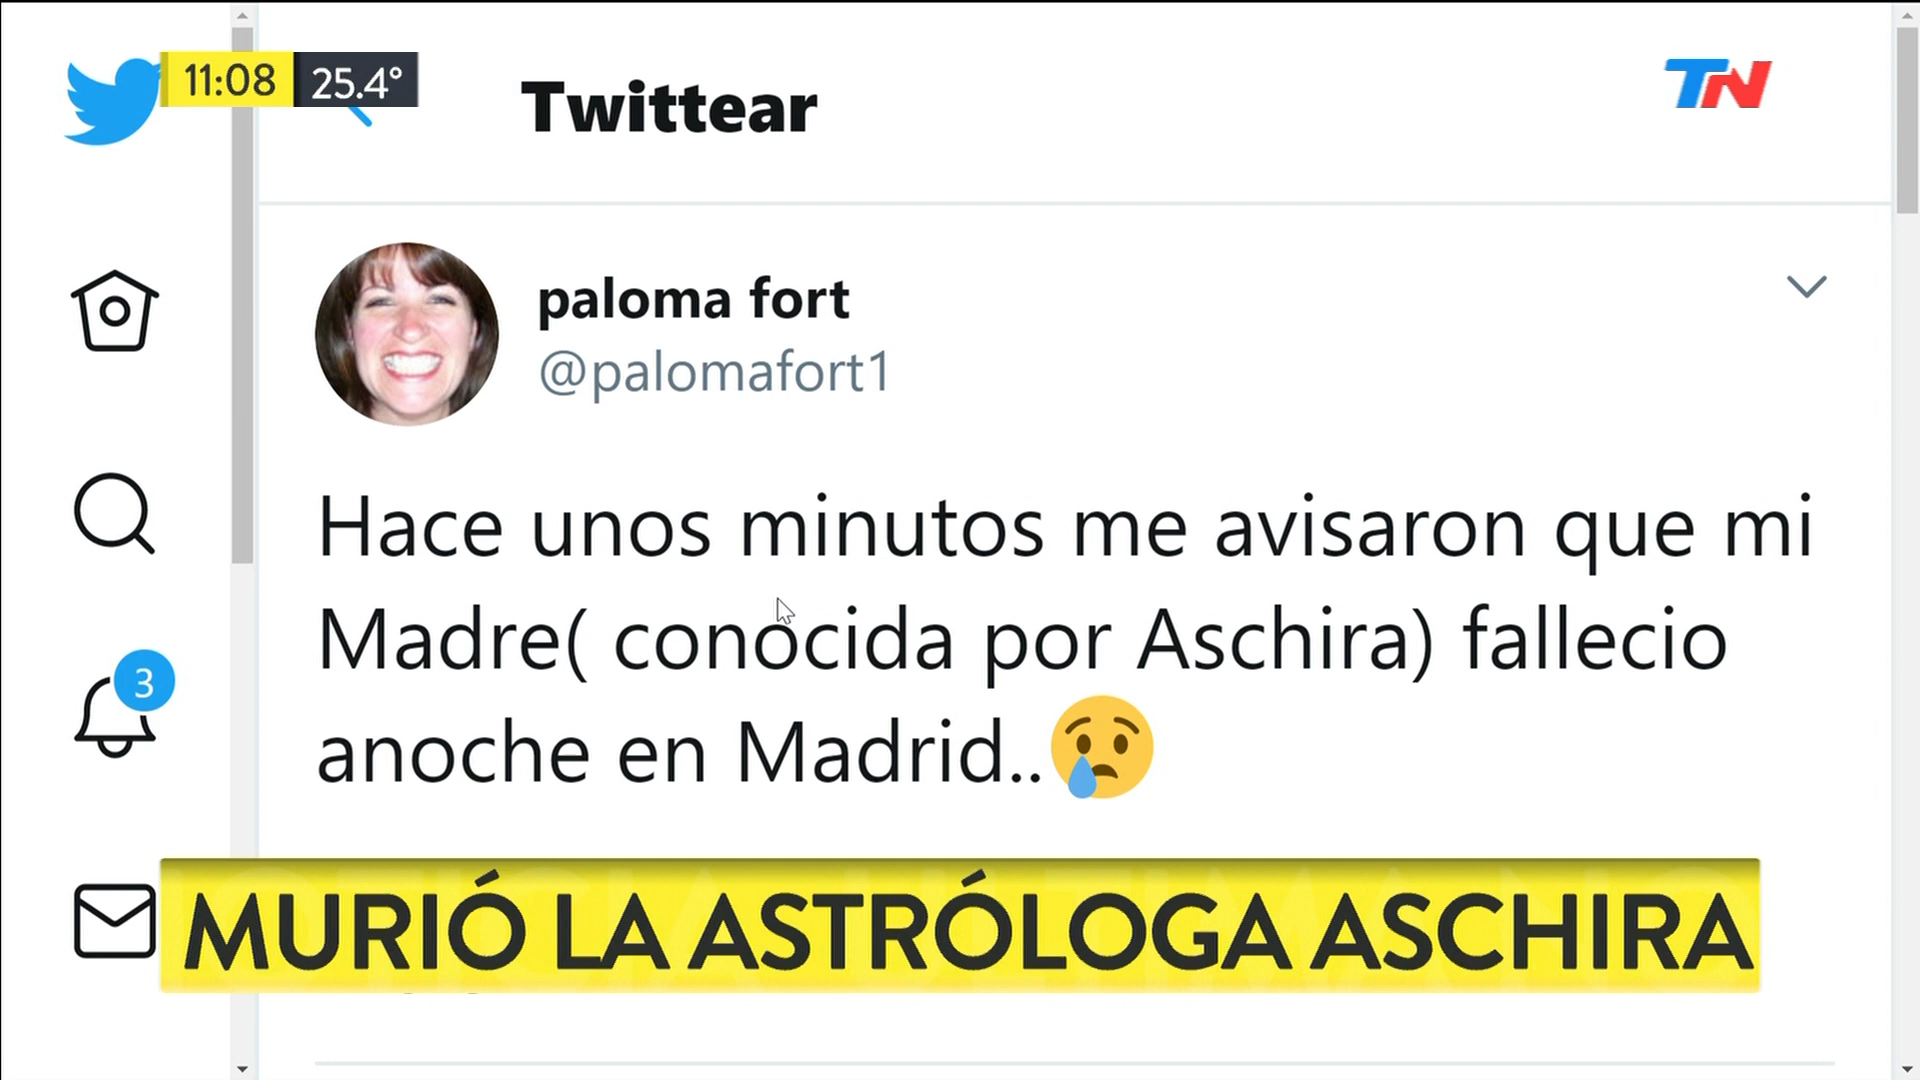 11:08
25.4°
Twittear
TN
paloma fort
@palomafort1
Hace unos minutos me avisaron que mi
Madre( conocida por Aschira) fallecio
anoche en Madrid..😢
3
MURIÓ LA ASTRÓLOGA ASCHIRA